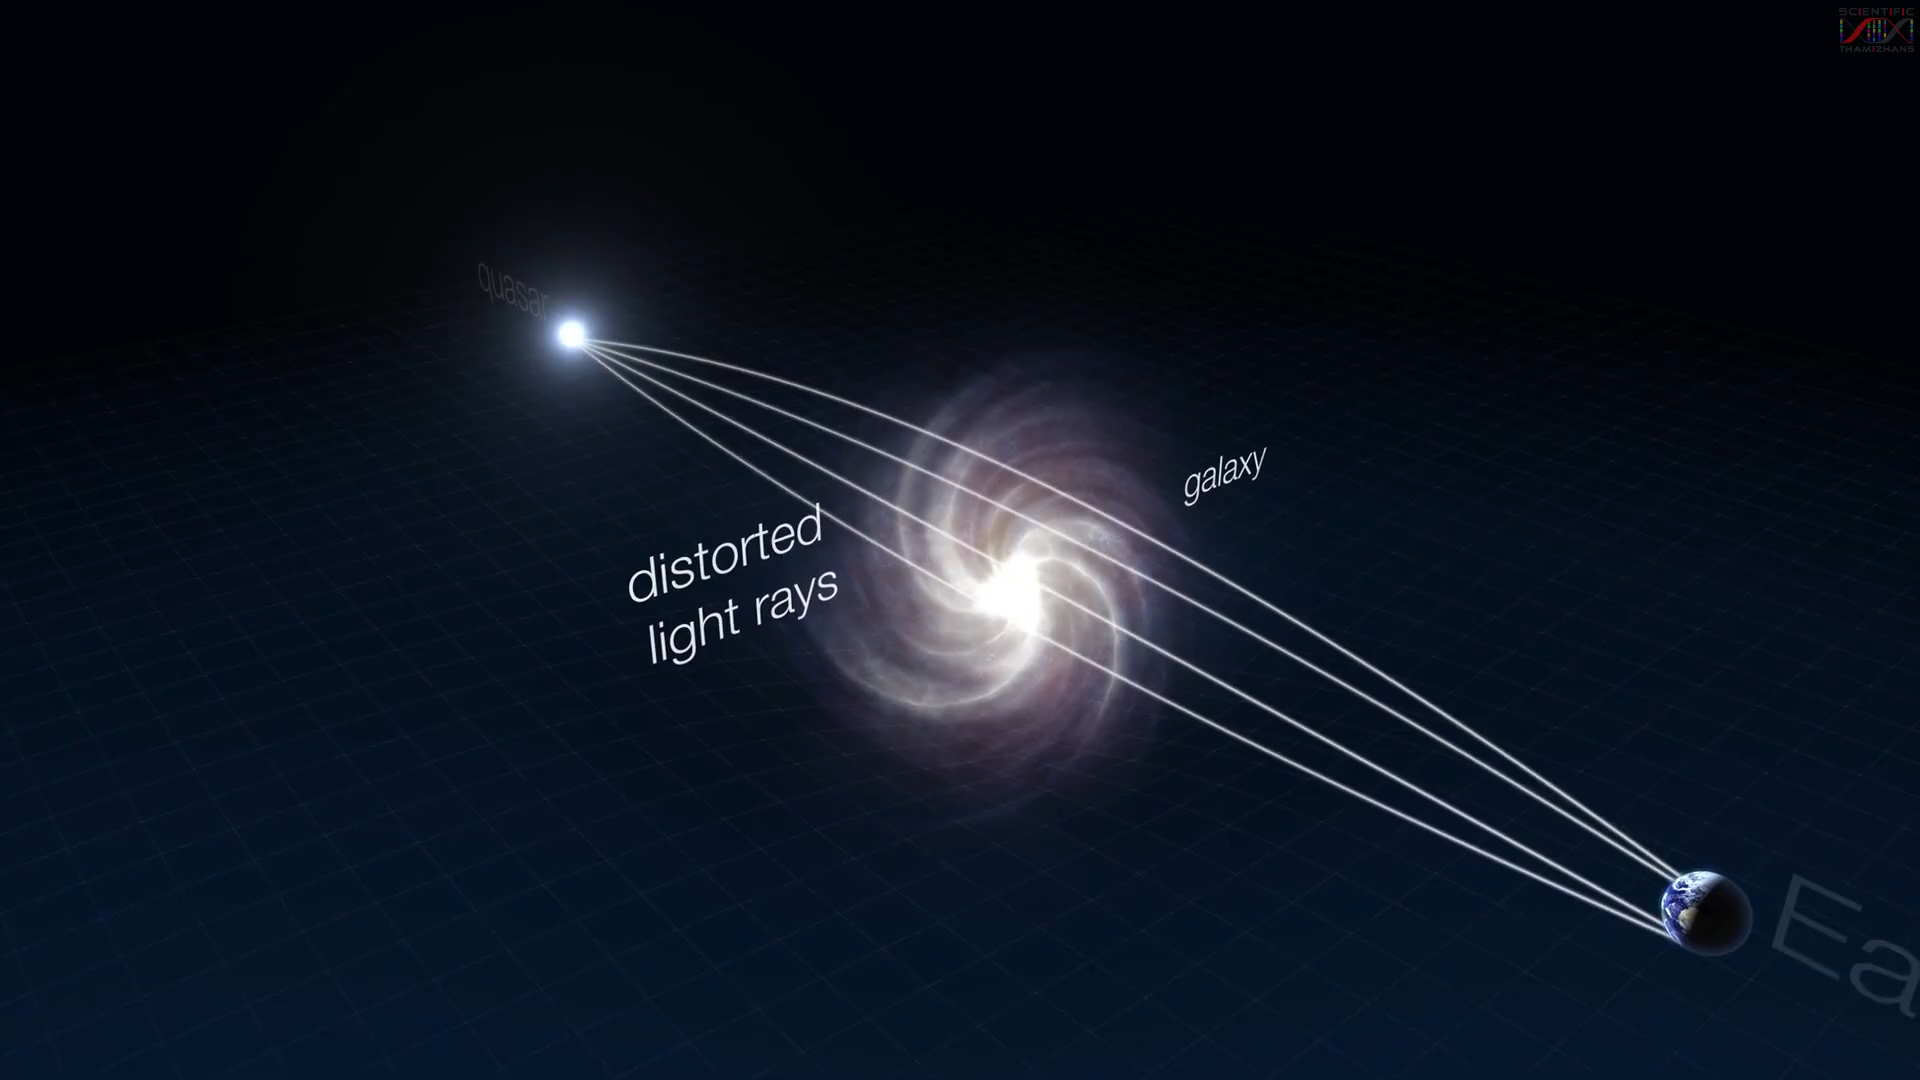 SCIENTIFIC
THAMIZHANS
quasar
galaxy
distorted
light rays
Ea